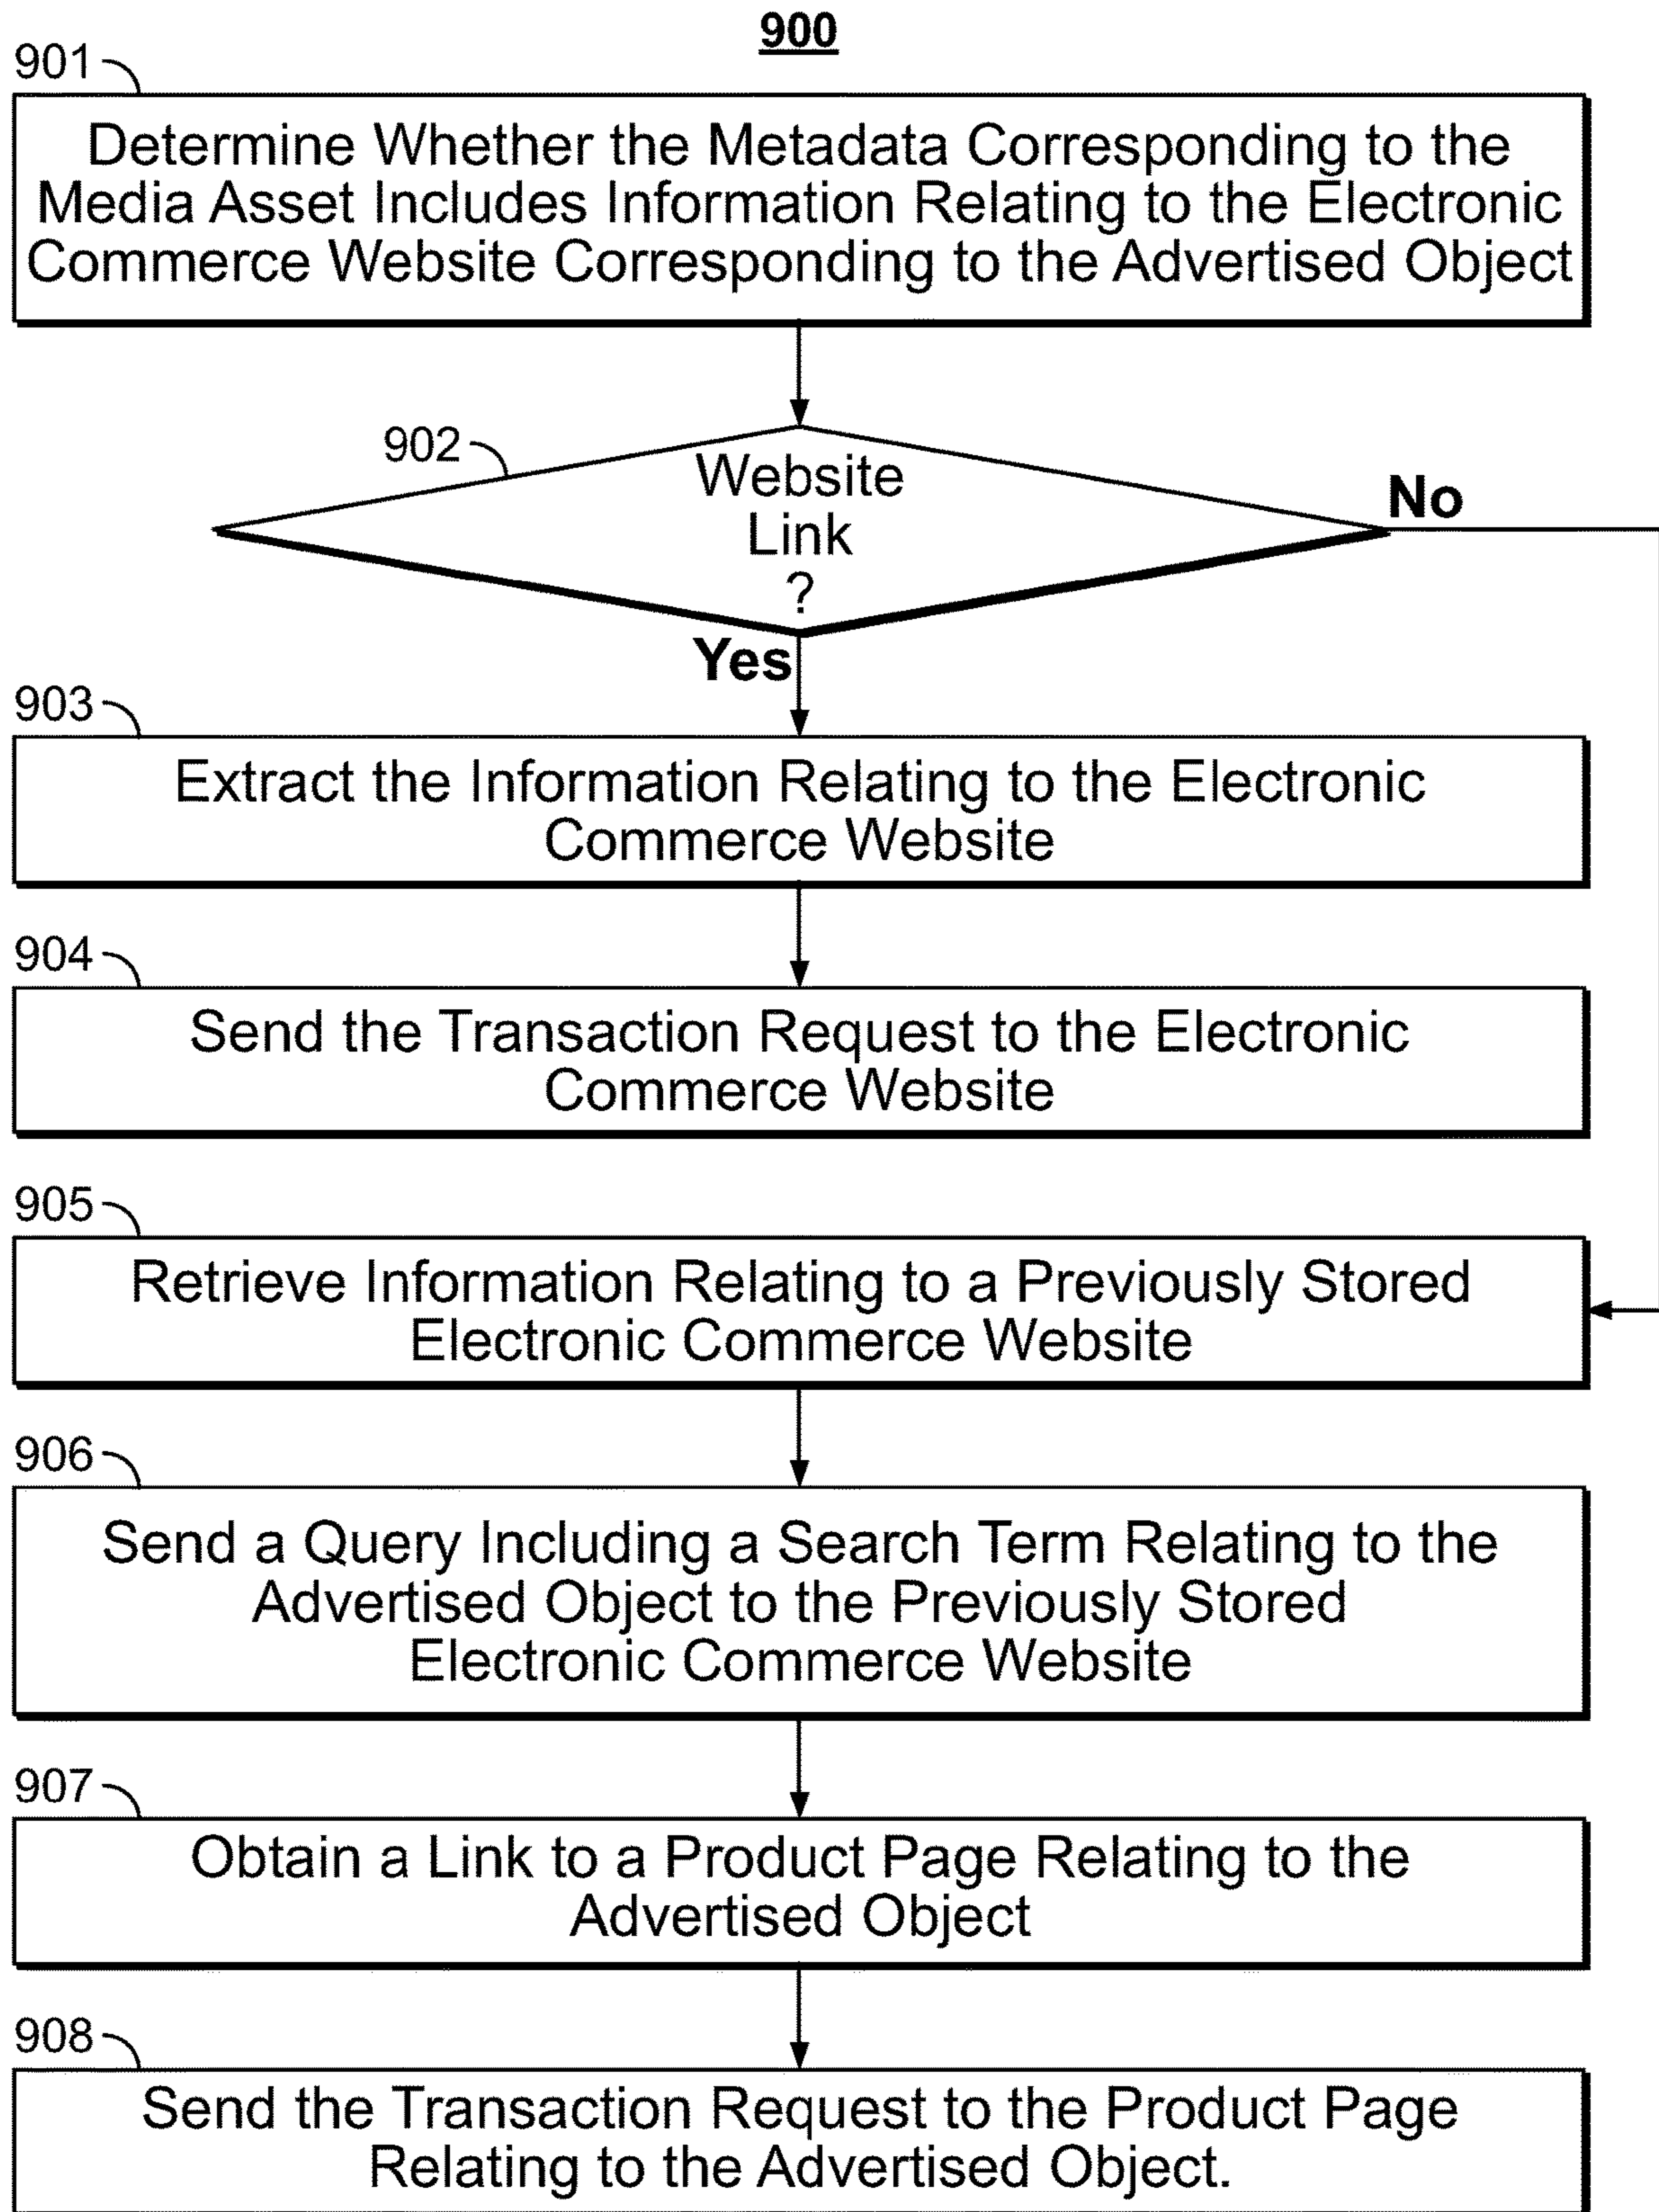 900
901
Determine Whether the Metadata Corresponding to the
Media Asset Includes Information Relating to the Electronic
Commerce Website Corresponding to the Advertised Object
902
Website
Link
?
No
Yes
903
Extract the Information Relating to the Electronic
Commerce Website
904
Send the Transaction Request to the Electronic
Commerce Website
905
Retrieve Information Relating to a Previously Stored
Electronic Commerce Website
906
Send a Query Including a Search Term Relating to the
Advertised Object to the Previously Stored
Electronic Commerce Website
907
Obtain a Link to a Product Page Relating to the
Advertised Object
908
Send the Transaction Request to the Product Page
Relating to the Advertised Object.